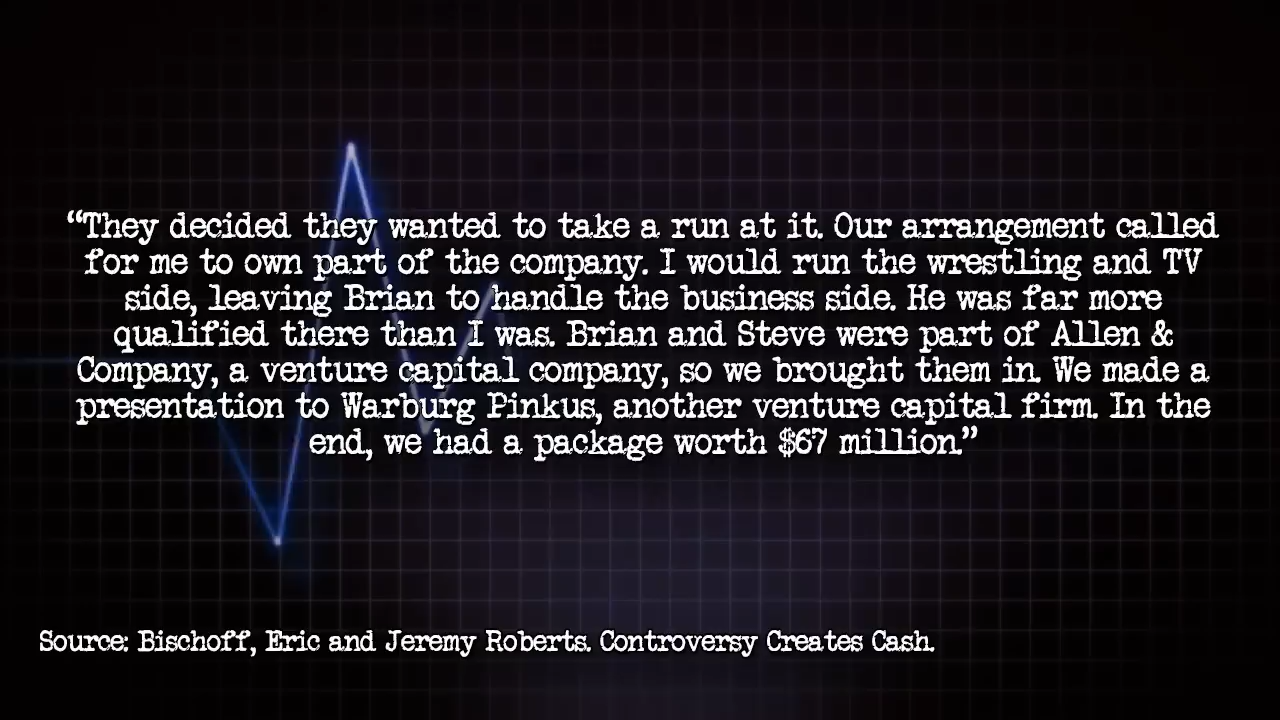 “They decided they wanted to take a run at it. Our arrangement called
for me to own part of the company. I would run the wrestling and TV
side, leaving Brian to handle the business side. He was far more
qualified there than I was. Brian and Steve were part of Allen &
Company, a venture capital company, so we brought them in. We made a
presentation to Warburg Pinkus, another venture capital firm. In the
end, we had a package worth $67 million.”
Source: Bischoff, Eric and Jeremy Roberts. Controversy Creates Cash.